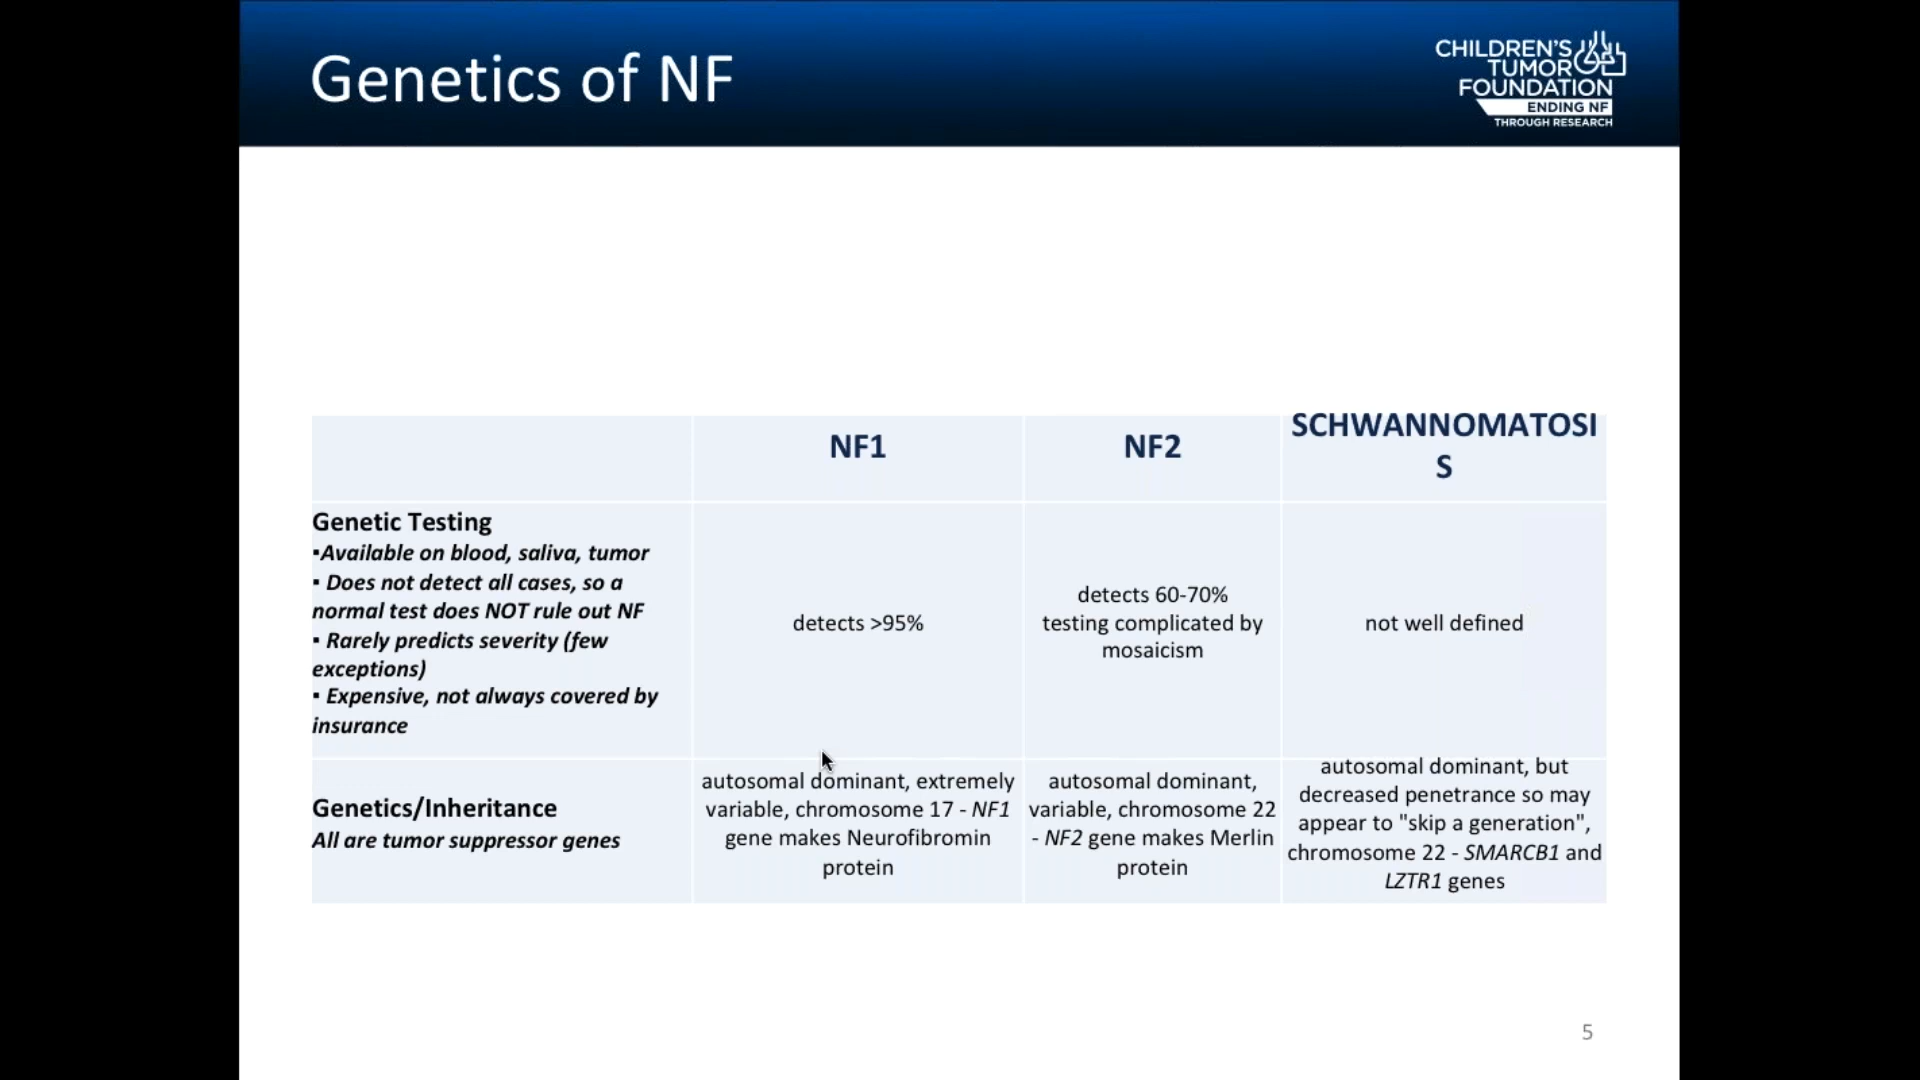 Genetics of NF
CHILDREN'S
TUMOR
FOUNDATION
ENDING NF
THROUGH RESEARCH
NF1
NF2
SCHWANNOMATOSI
S
Genetic Testing
▪Available on blood, saliva, tumor
▪ Does not detect all cases, so a
normal test does NOT rule out NF
▪ Rarely predicts severity (few
exceptions)
▪ Expensive, not always covered by
insurance
detects >95%
detects 60-70%
testing complicated by
mosaicism
not well defined
Genetics/Inheritance
All are tumor suppressor genes
autosomal dominant, extremely
variable, chromosome 17 - NF1
gene makes Neurofibromin
protein
autosomal dominant,
variable, chromosome 22
- NF2 gene makes Merlin
protein
autosomal dominant, but
decreased penetrance so may
appear to "skip a generation",
chromosome 22 - SMARCB1 and
LZTR1 genes
5